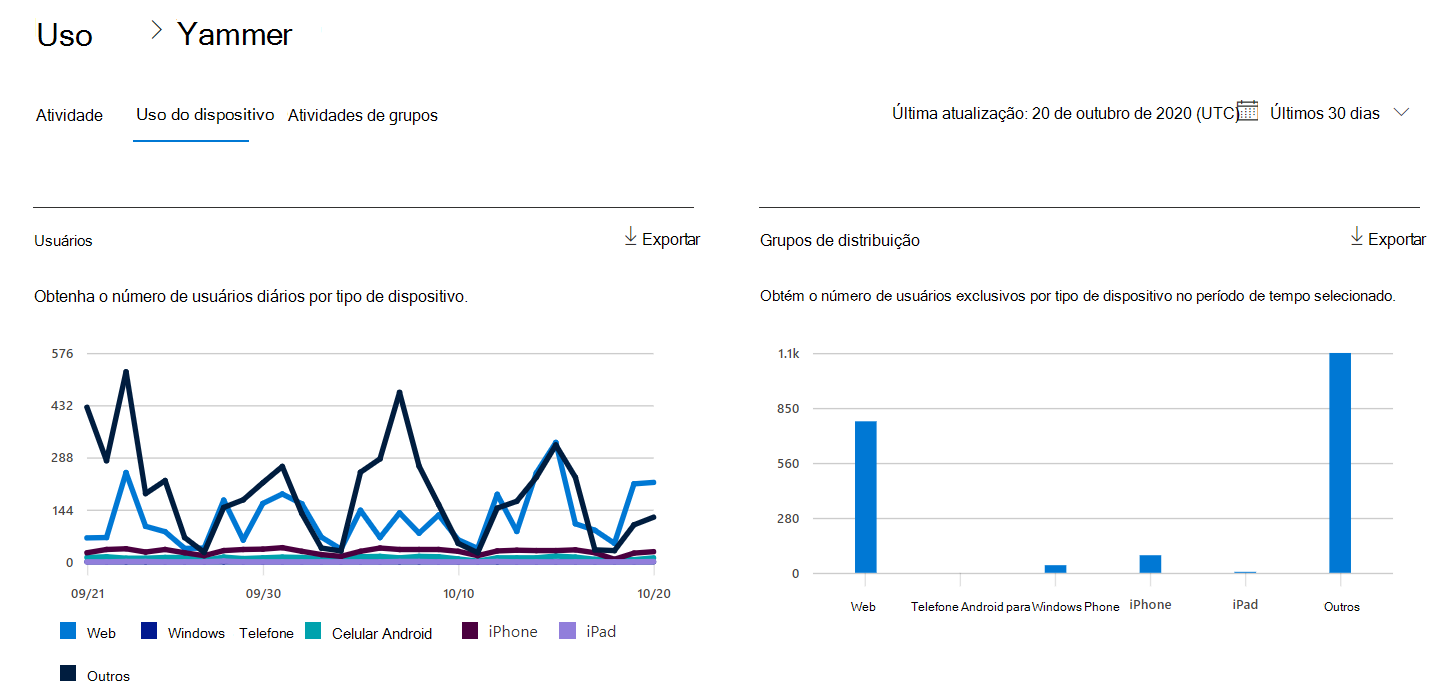 Uso > Yammer
Atividade Uso do dispositivo Atividades de grupos Última atualização: 20 de outubro de 2020 (UTC) Últimos 30 dias
Usuários Exportar
Obtenha o número de usuários diários por tipo de dispositivo.
576
432
288
144
0
09/21 09/30 10/10 10/20
Web Windows Telefone Celular Android iPhone iPad
Outros
Grupos de distribuição Exportar
Obtém o número de usuários exclusivos por tipo de dispositivo no período de tempo selecionado.
1.1k
850
560
280
0
Web Telefone Android para Windows Phone iPhone iPad Outros